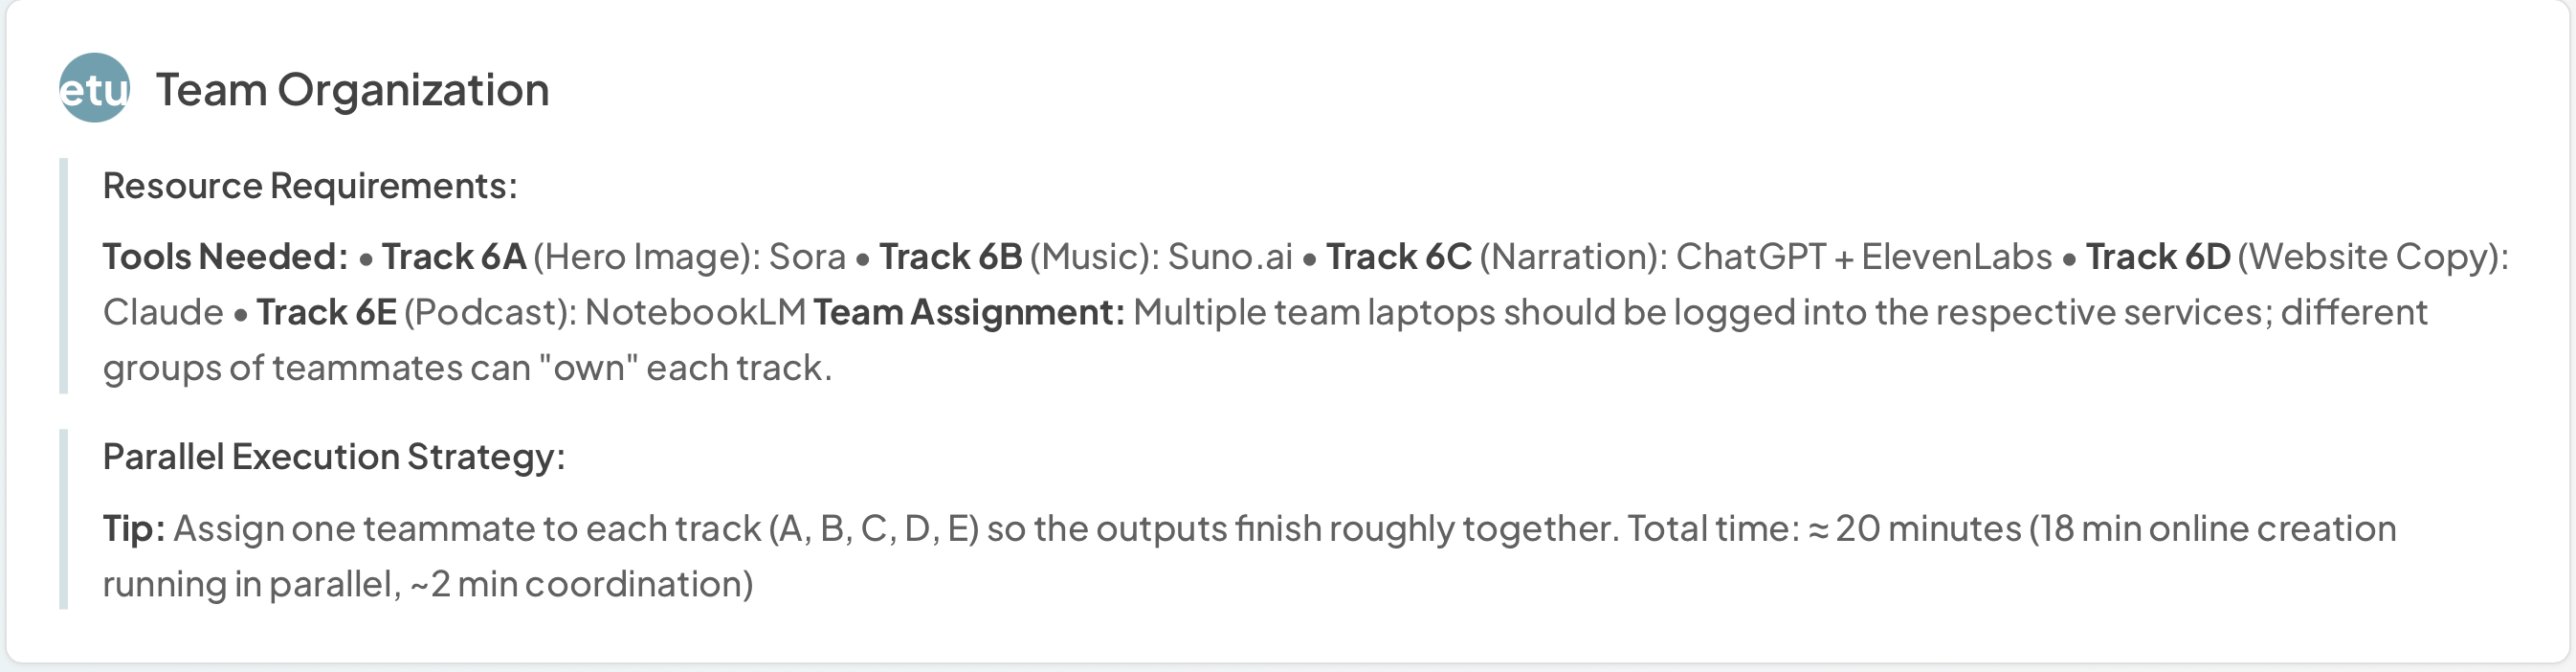 etu Team Organization
Resource Requirements:
Tools Needed: • Track 6A (Hero Image): Sora • Track 6B (Music): Suno.ai • Track 6C (Narration): ChatGPT + ElevenLabs • Track 6D (Website Copy):
Claude • Track 6E (Podcast): NotebookLM Team Assignment: Multiple team laptops should be logged into the respective services; different
groups of teammates can "own" each track.
Parallel Execution Strategy:
Tip: Assign one teammate to each track (A, B, C, D, E) so the outputs finish roughly together. Total time: ≈ 20 minutes (18 min online creation
running in parallel, ~2 min coordination)